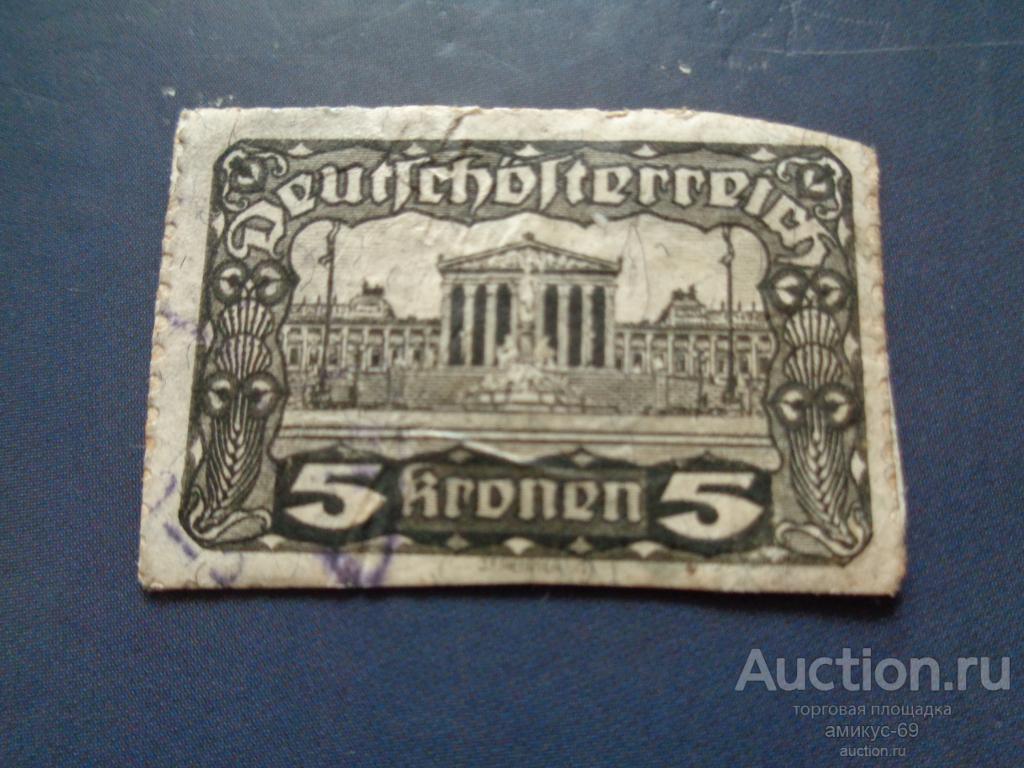 Deutschösterreich
5 Kronen 5
Auction.ru
торговая площадка
амикус-69
auction.ru